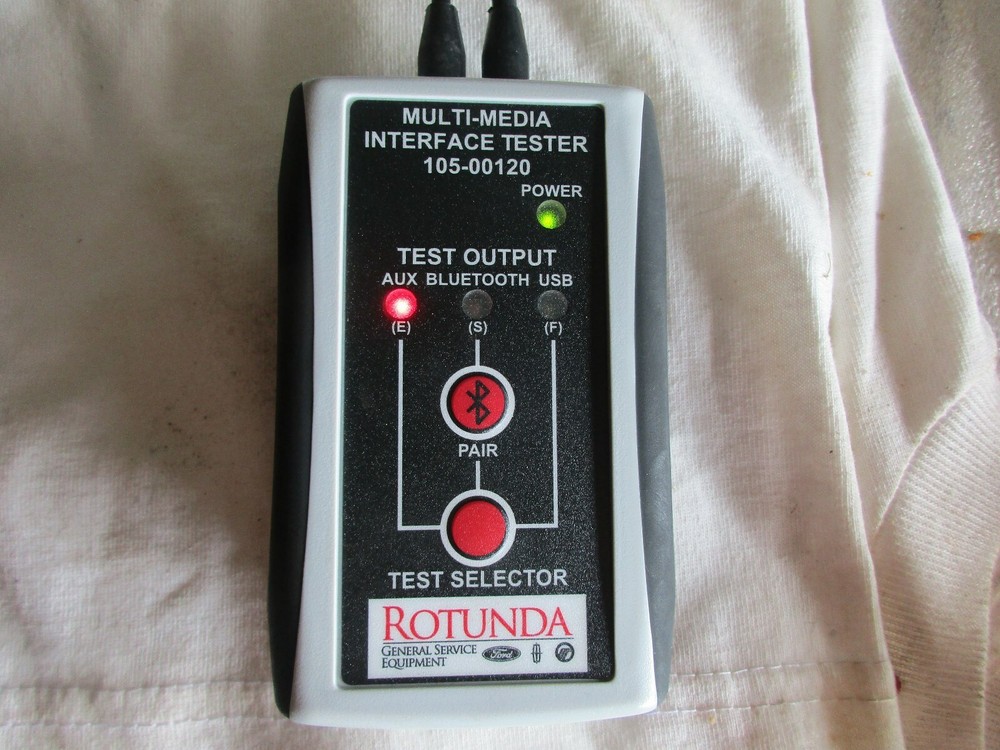 MULTI-MEDIA
INTERFACE TESTER
105-00120
POWER
TEST OUTPUT
AUX BLUETOOTH USB
(E) (S) (F)
PAIR
TEST SELECTOR
ROTUNDA
GENERAL SERVICE
EQUIPMENT
Ford